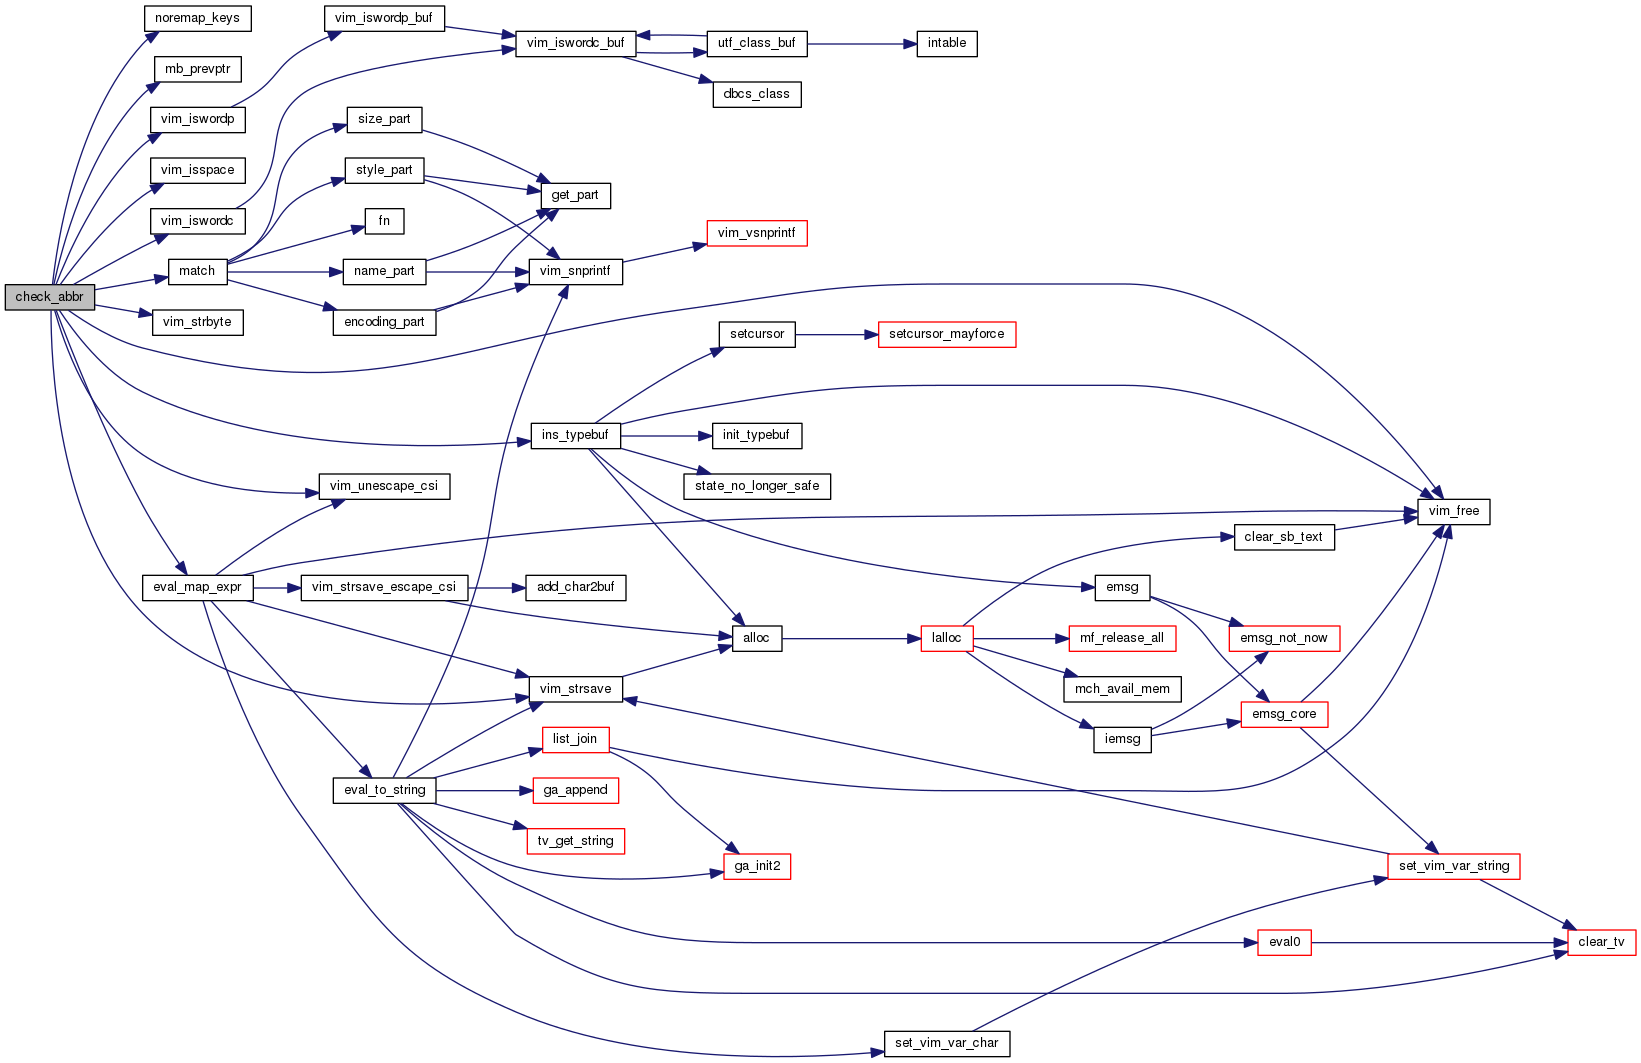 noremap_keys
vim_iswordp_buf
vim_iswordc_buf
utf_class_buf
intable
mb_prevptr
dbcs_class
vim_iswordp
size_part
vim_isspace
style_part
get_part
vim_iswordc
fn
vim_vsnprintf
match
name_part
vim_snprintf
check_abbr
vim_strbyte
encoding_part
setcursor
setcursor_mayforce
ins_typebuf
init_typebuf
vim_unescape_csi
state_no_longer_safe
vim_free
clear_sb_text
eval_map_expr
vim_strsave_escape_csi
add_char2buf
emsg
alloc
lalloc
mf_release_all
emsg_not_now
vim_strsave
mch_avail_mem
emsg_core
list_join
iemsg
eval_to_string
ga_append
tv_get_string
ga_init2
set_vim_var_string
eval0
clear_tv
set_vim_var_char